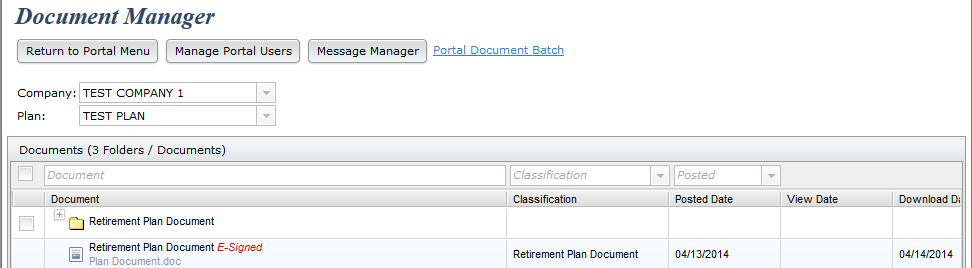 Document Manager
Return to Portal Menu Manage Portal Users Message Manager Portal Document Batch
Company: TEST COMPANY 1
Plan: TEST PLAN
Documents (3 Folders / Documents)
Document Classification Posted
Document Classification Posted Date View Date Download Da
Retirement Plan Document
Retirement Plan Document E-Signed
Plan Document.doc Retirement Plan Document 04/13/2014 04/14/2014